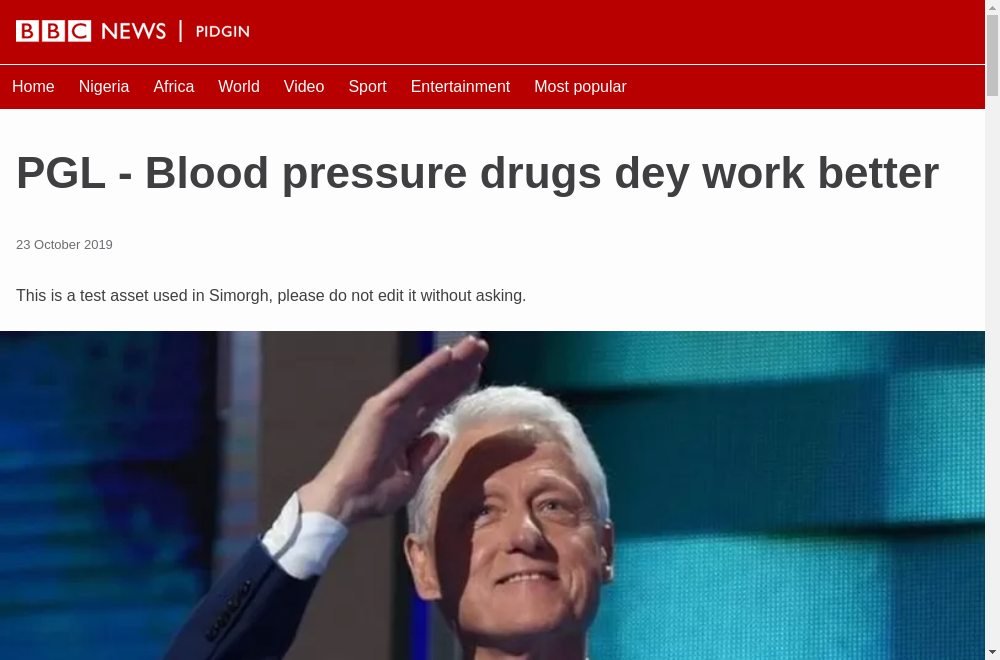 BBC NEWS | PIDGIN
Home Nigeria Africa World Video Sport Entertainment Most popular
PGL - Blood pressure drugs dey work better
23 October 2019
This is a test asset used in Simorgh, please do not edit it without asking.